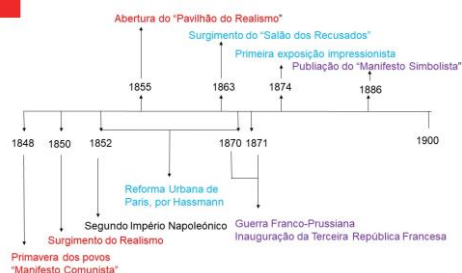 Abertura do "Pavilhão do Realismo"
Surgimento do "Salão dos Recusados"
Primeira exposição impressionista
Publiação do "Manifesto Simbolista"
1855
1863
1874
1886
1848
1850
1852
1870
1871
1900
Reforma Urbana de
Paris, por Hassmann
Segundo Império Napoleónico
Guerra Franco-Prussiana
Inauguração da Terceira República Francesa
Surgimento do Realismo
Primavera dos povos
"Manifesto Comunista"